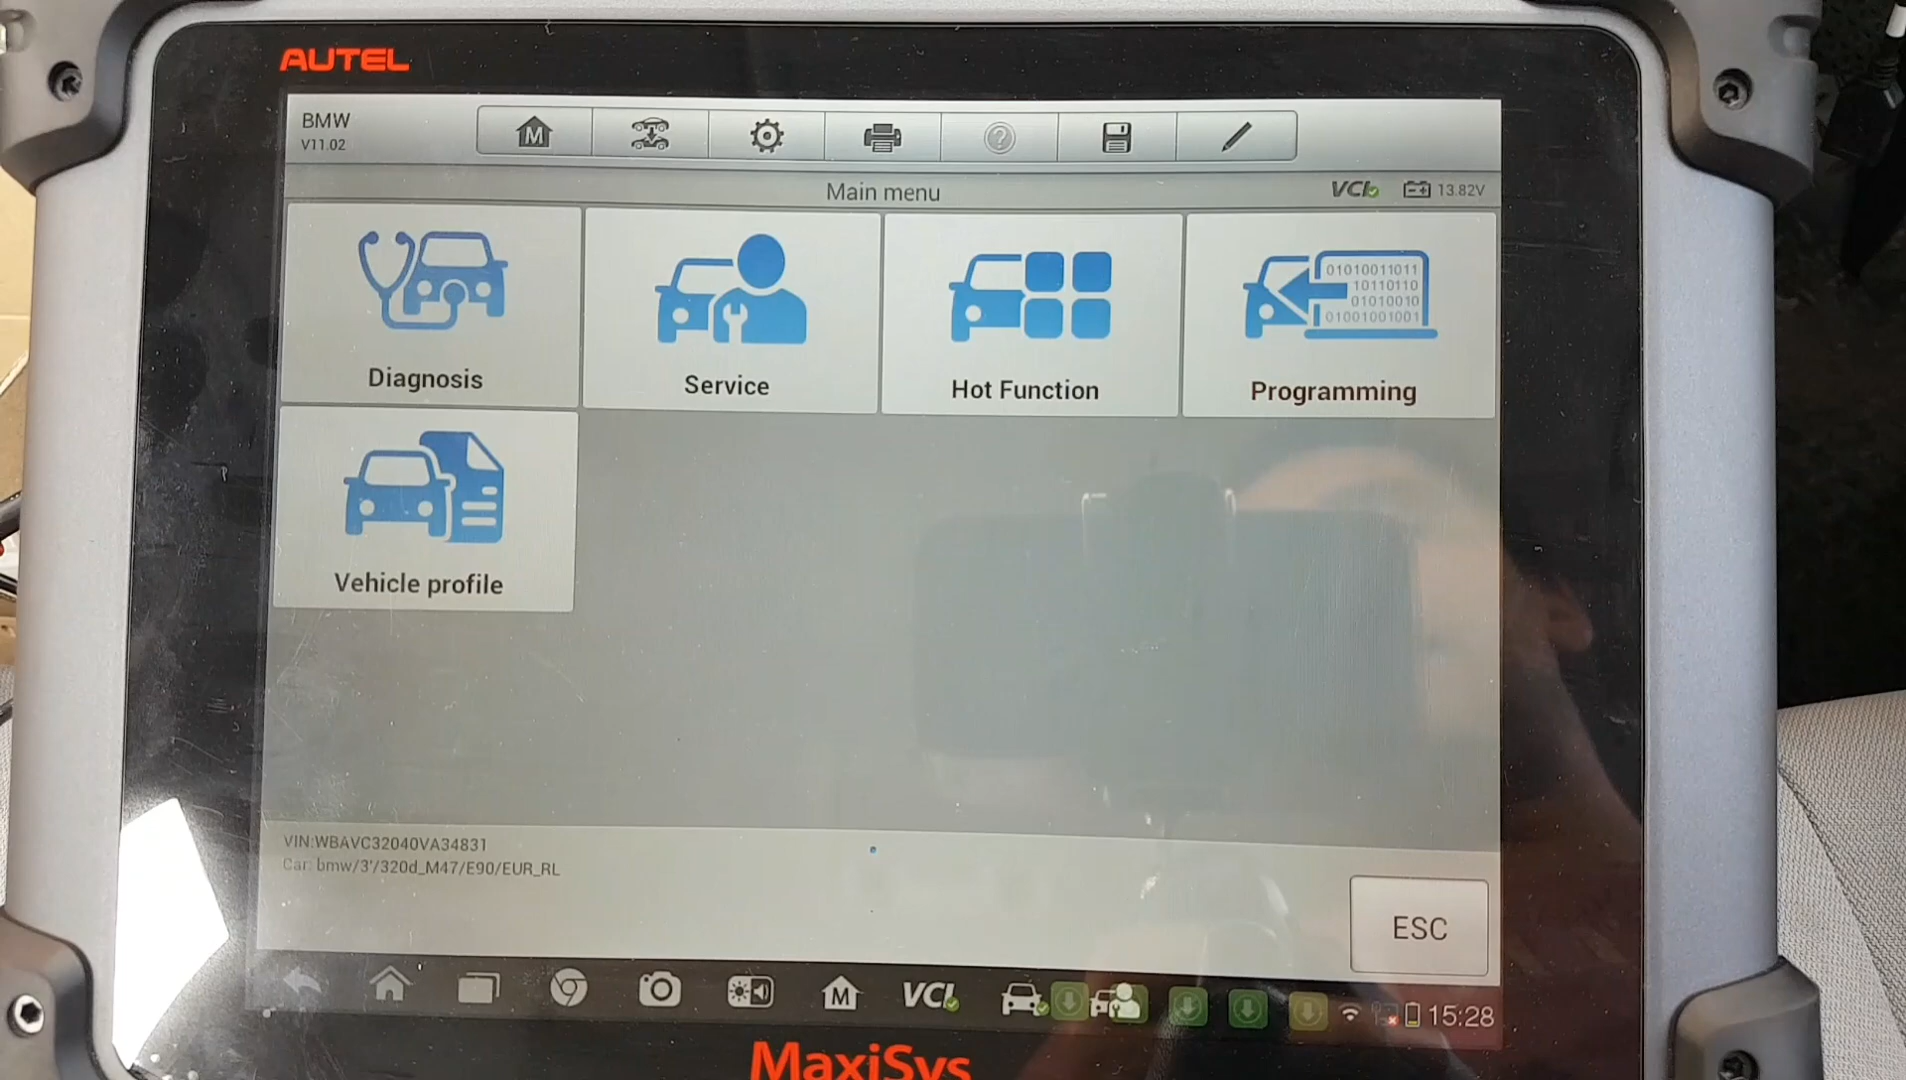 AUTEL
BMW
V11.02
M
?
Main menu
VCI
13.82V
Diagnosis
Service
Hot Function
01010011011
10110110
01010010
01001001001
Programming
Vehicle profile
VIN:WBAVC32040VA34831
Car: bmw/3'/320d_M47/E90/EUR_RL
ESC
M
VCI
15:28
MaxiSys